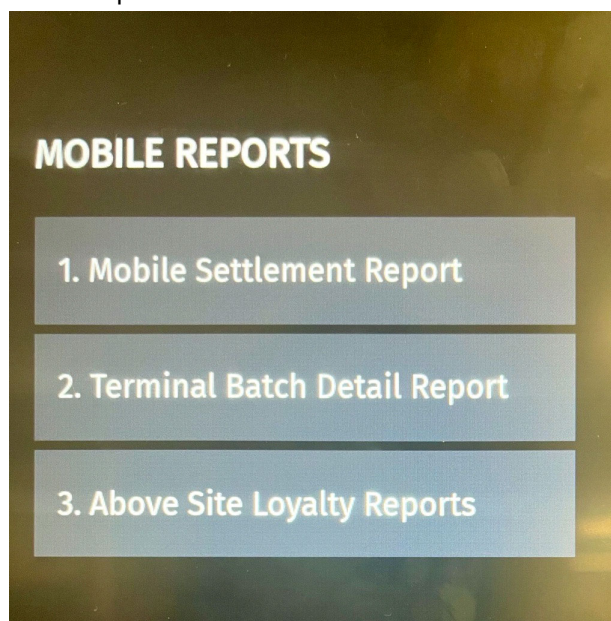 MOBILE REPORTS
1. Mobile Settlement Report
2. Terminal Batch Detail Report
3. Above Site Loyalty Reports